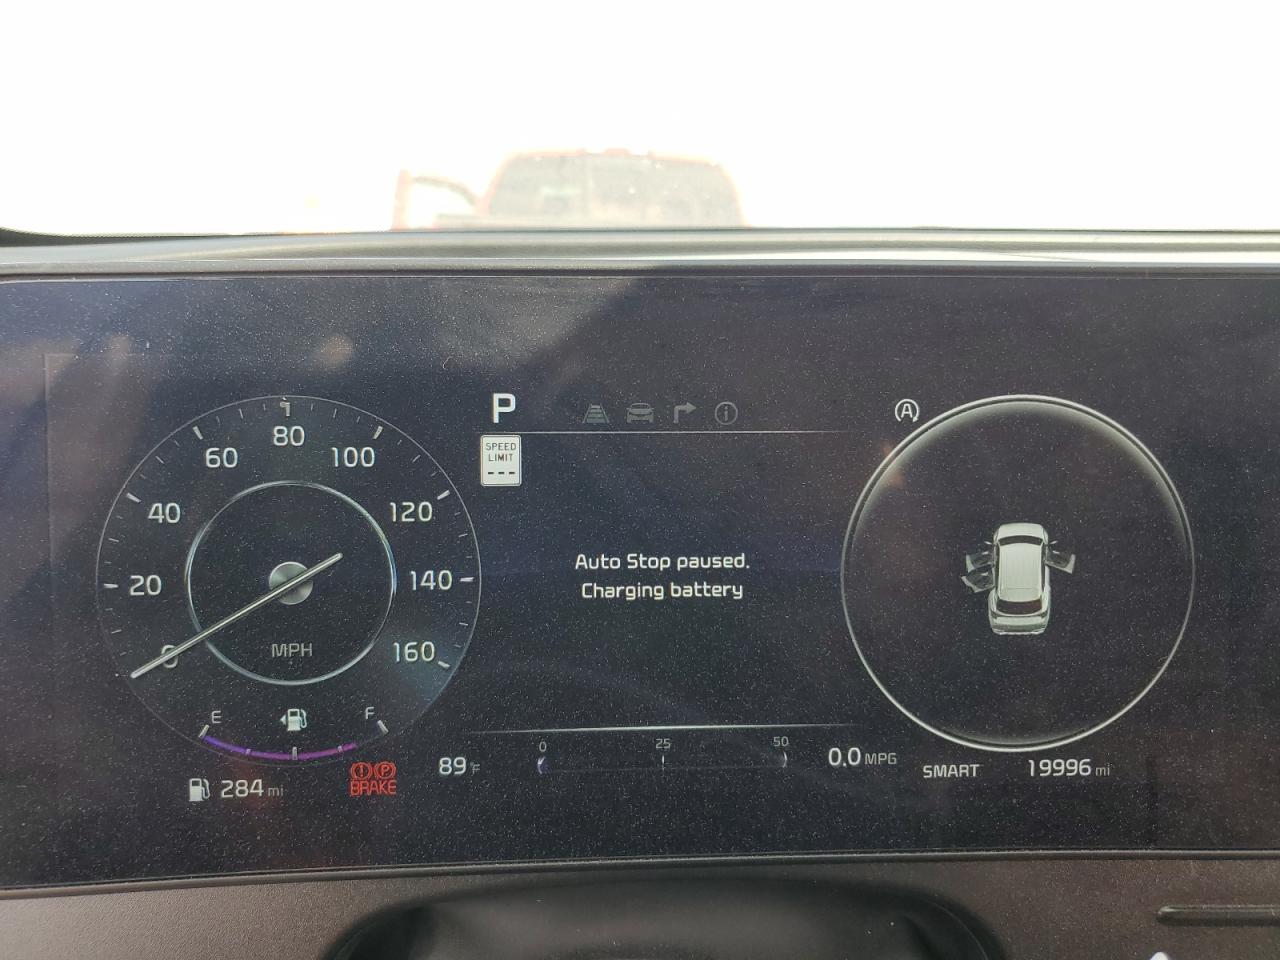 P
SPEED
LIMIT
---
A
80
60
100
40
120
20
140
0
160
MPH
Auto Stop paused.
Charging battery
E
F
0
25
50
284 mi
P
BRAKE
89°F
0.0 MPG
SMART
19996 mi